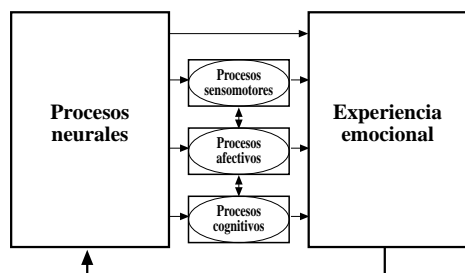 Procesos
neurales
Procesos
sensomotores
Procesos
afectivos
Procesos
cognitivos
Experiencia
emocional